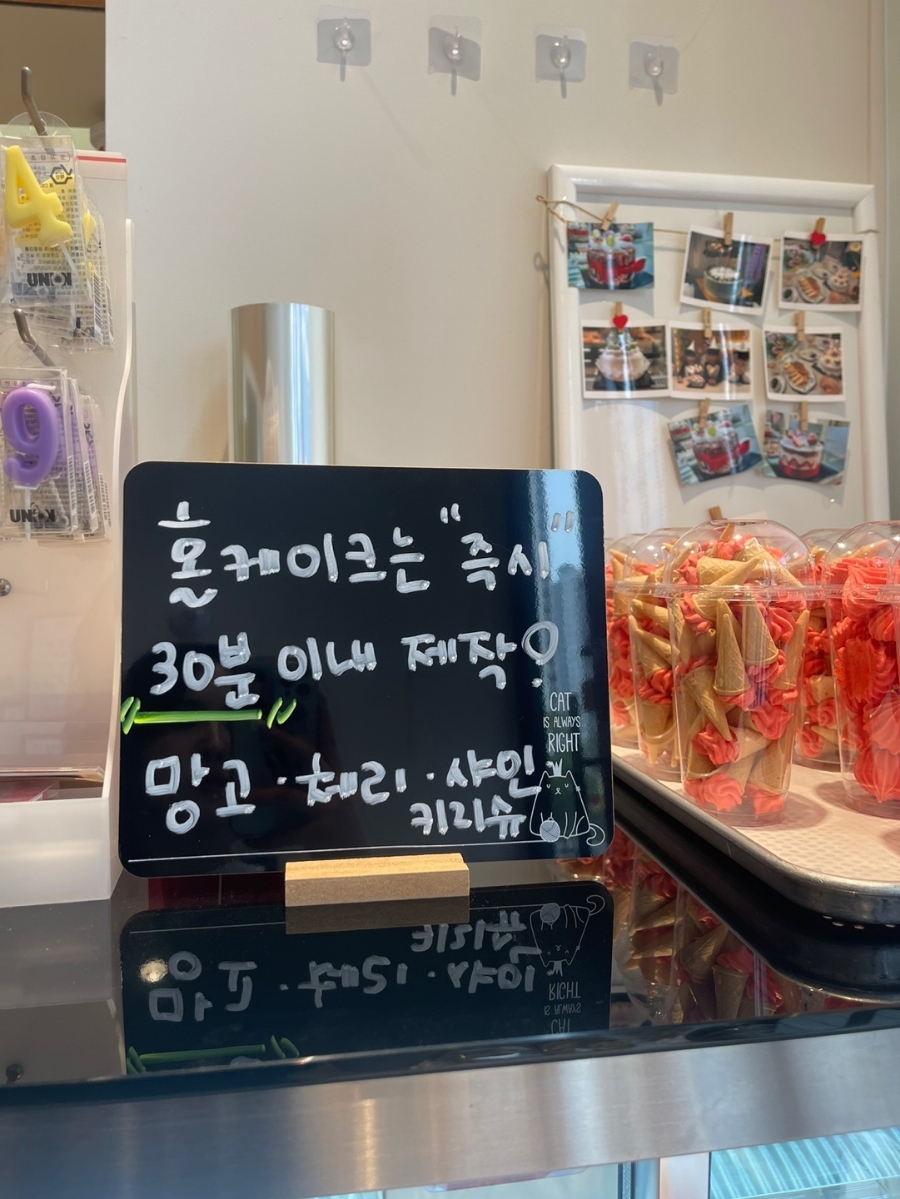 홀케이크는 "즉시"
30분 이내 제작!
망고·체리·샤인
키리슈
CAT
IS ALWAYS
RIGHT